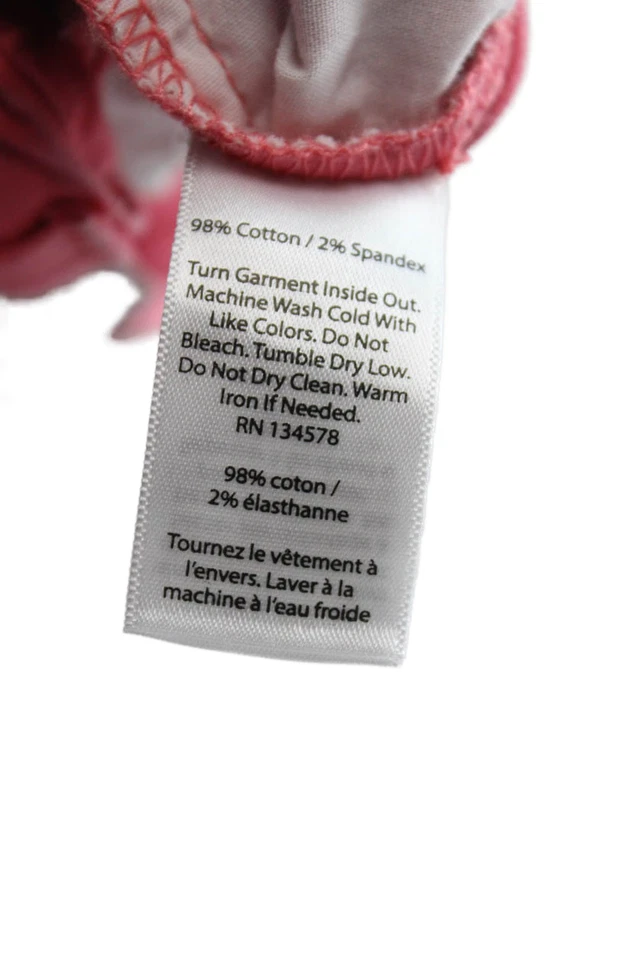 98% Cotton / 2% Spandex
Turn Garment Inside Out.
Machine Wash Cold With
Like Colors. Do Not
Bleach. Tumble Dry Low.
Do Not Dry Clean. Warm
Iron If Needed.
RN 134578
98% coton /
2% élasthanne
Tournez le vêtement à
l'envers. Laver à la
machine à l'eau froide